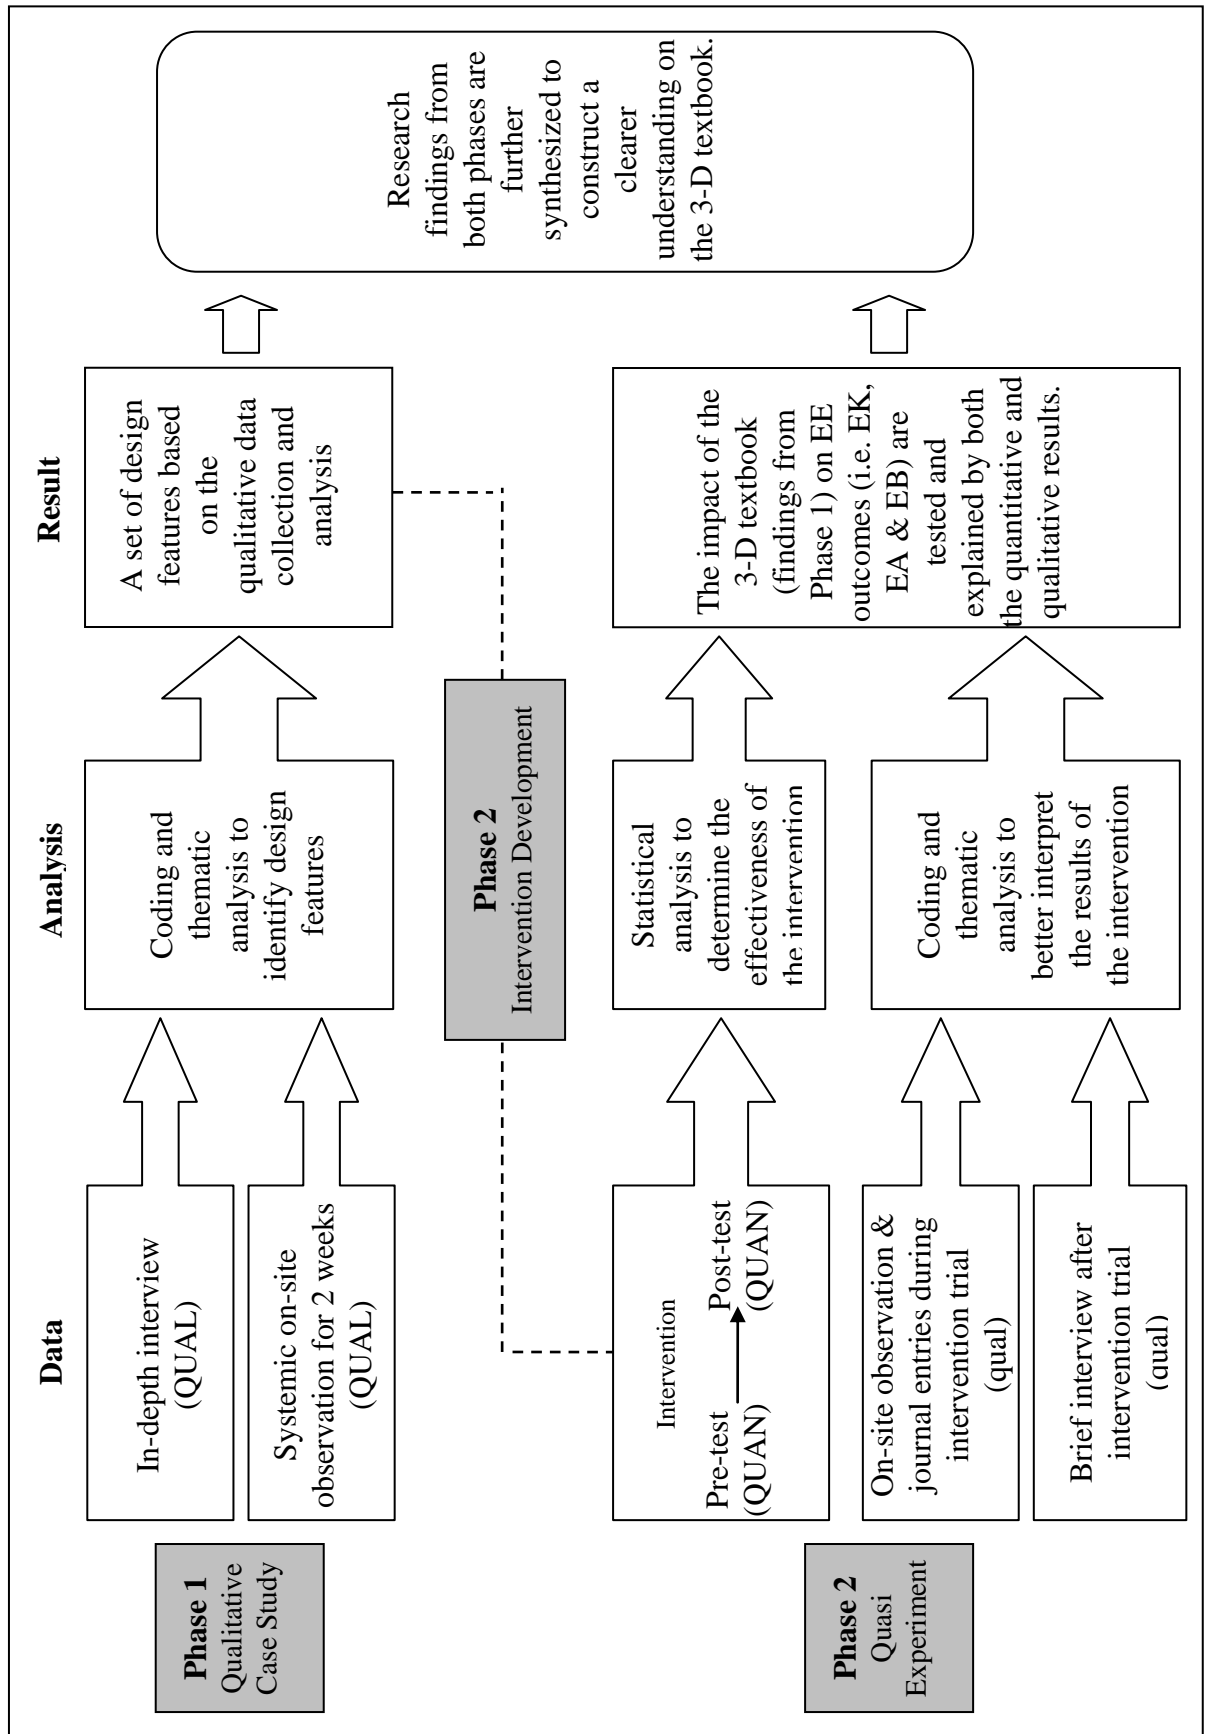 Data
Analysis
Result
Phase 1
Qualitative
Case Study
In-depth interview
(QUAL)
Systemic on-site
observation for 2 weeks
(QUAL)
Coding and
thematic
analysis to
identify design
features
A set of design
features based
on the
qualitative data
collection and
analysis
Phase 2
Intervention Development
Phase 2
Quasi
Experiment
Intervention
Pre-test
(QUAN)
Post-test
(QUAN)
On-site observation &
journal entries during
intervention trial
(qual)
Brief interview after
intervention trial
(qual)
Statistical
analysis to
determine the
effectiveness of
the intervention
Coding and
thematic
analysis to
better interpret
the results of
the intervention
The impact of the
3-D textbook
(findings from
Phase 1) on EE
outcomes (i.e. EK,
EA & EB) are
tested and
explained by both
the quantitative and
qualitative results.
Research
findings from
both phases are
further
synthesized to
construct a
clearer
understanding on
the 3-D textbook.